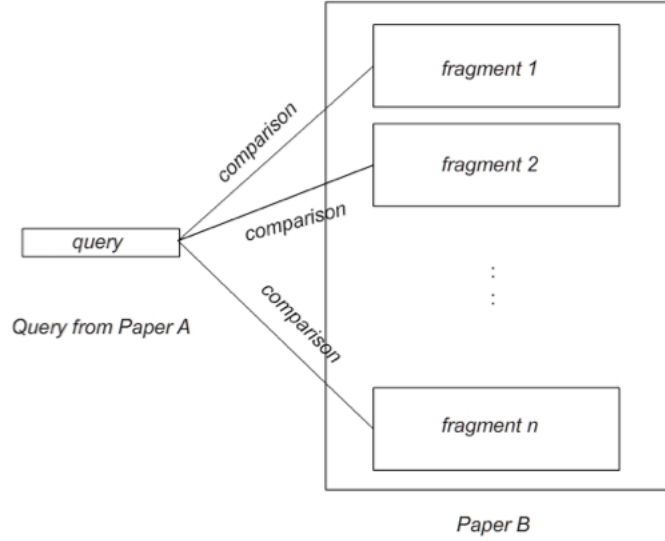 fragment 1
comparison
fragment 2
comparison
query
comparison
Query from Paper A
fragment n
Paper B